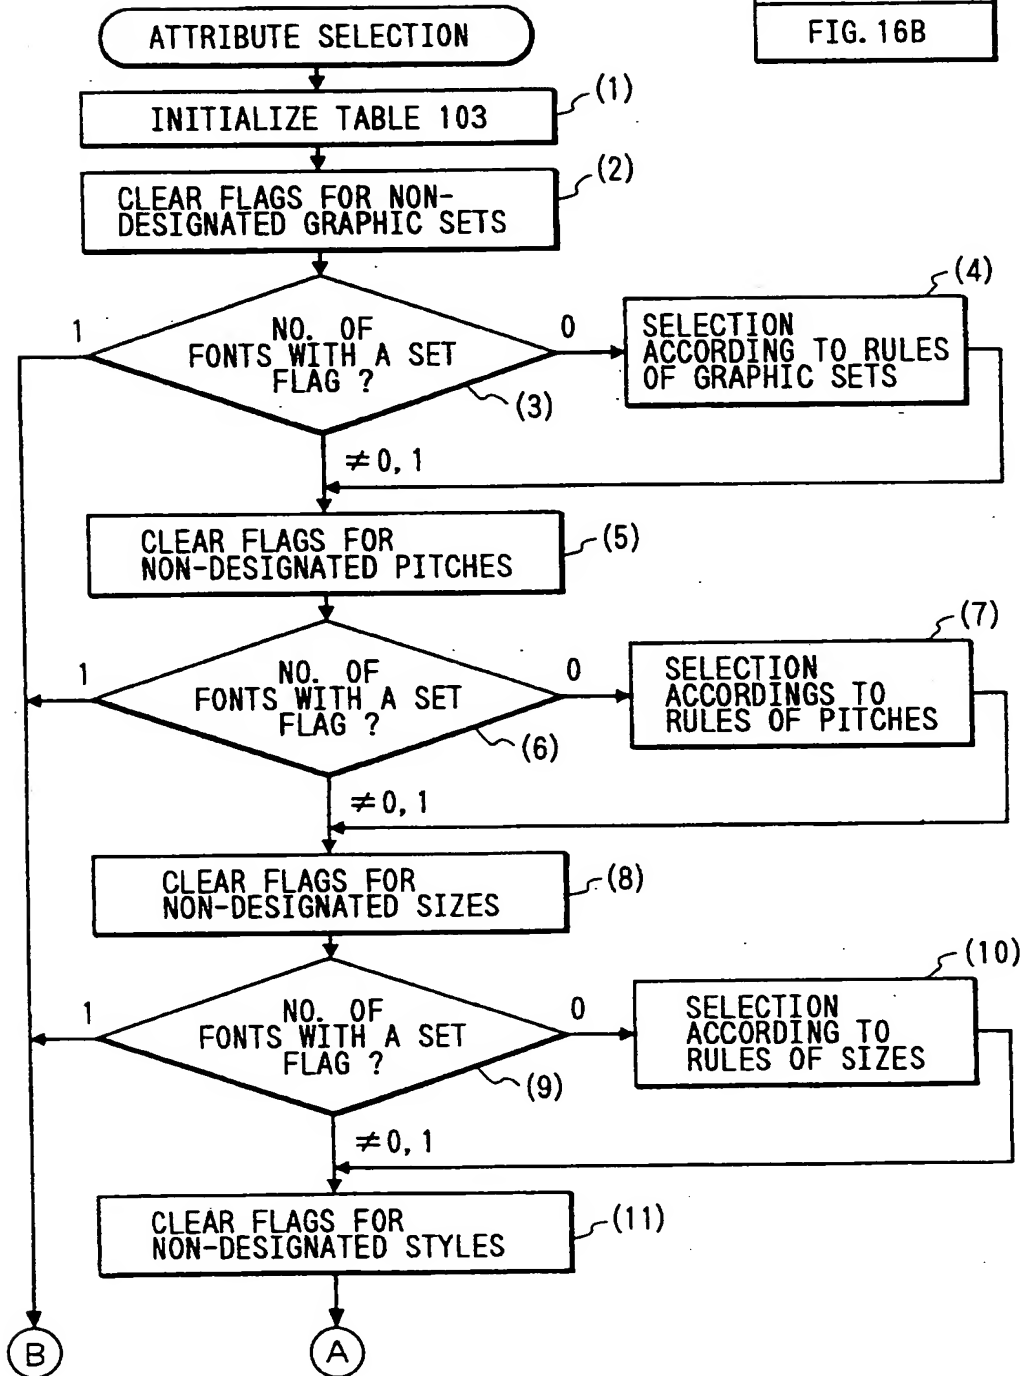 FIG. 16B
ATTRIBUTE SELECTION
(1)
INITIALIZE TABLE 103
(2)
CLEAR FLAGS FOR NON-
DESIGNATED GRAPHIC SETS
1
NO. OF
FONTS WITH A SET
FLAG ?
0
(3)
(4)
SELECTION
ACCORDING TO RULES
OF GRAPHIC SETS
≠0, 1
CLEAR FLAGS FOR
NON-DESIGNATED PITCHES
(5)
1
NO. OF
FONTS WITH A SET
FLAG ?
0
(6)
(7)
SELECTION
ACCORDINGS TO
RULES OF PITCHES
≠0, 1
CLEAR FLAGS FOR
NON-DESIGNATED SIZES
(8)
1
NO. OF
FONTS WITH A SET
FLAG ?
0
(9)
(10)
SELECTION
ACCORDING TO
RULES OF SIZES
≠0, 1
CLEAR FLAGS FOR
NON-DESIGNATED STYLES
(11)
B
A